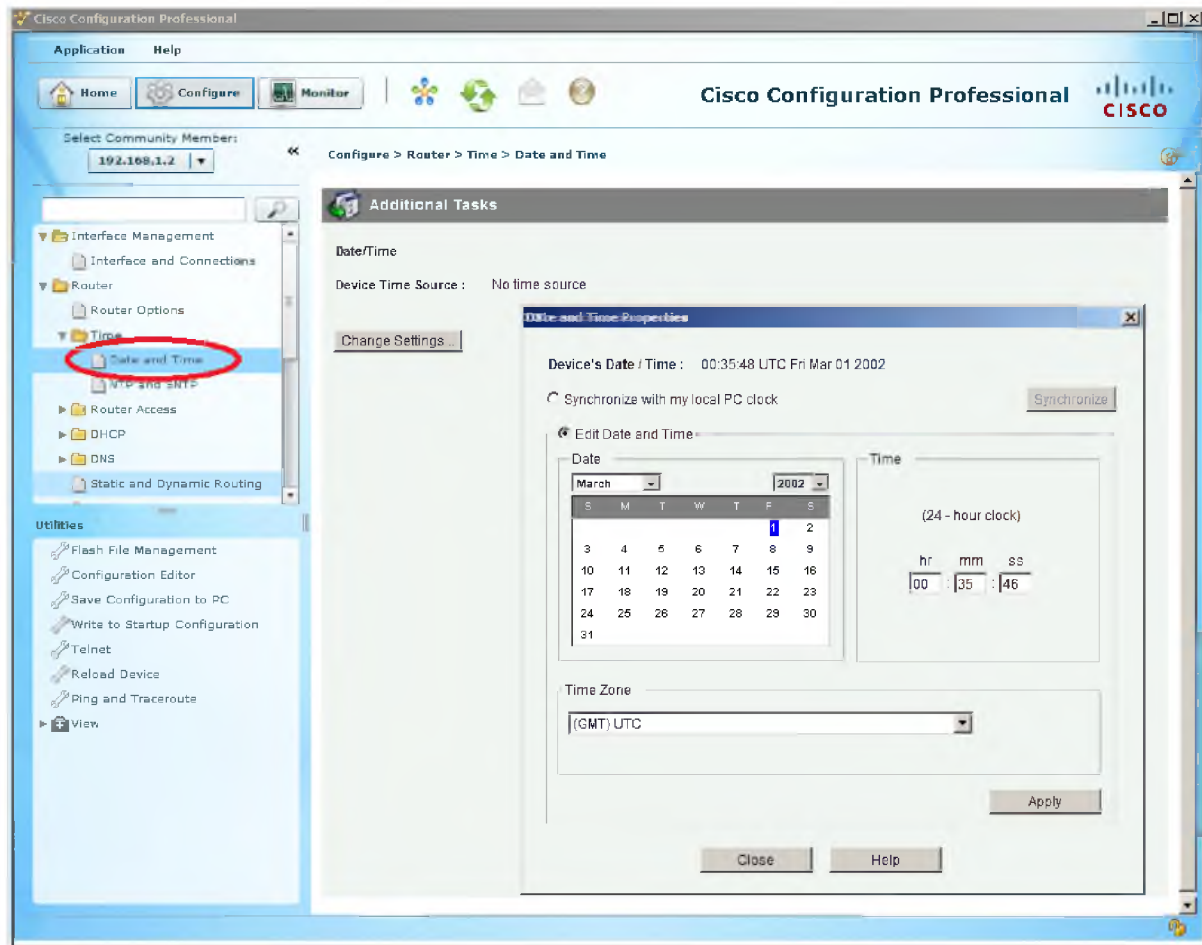 Cisco Configuration Professional
Application Help
Home Configure Monitor
Cisco Configuration Professional
CISCO
Select Community Member:
192.168.1.2
«
Configure > Router > Time > Date and Time
Interface Management
Interface and Connections
Router
Router Options
Time
Date and Time
NTP and SNTP
Router Access
DHCP
DNS
Static and Dynamic Routing
Utilities
Flash File Management
Configuration Editor
Save Configuration to PC
Write to Startup Configuration
Telnet
Reload Device
Ping and Traceroute
View
Additional Tasks
Date/Time
Device Time Source : No time source
Change Settings ..
Date and Time Properties
Device's Date / Time : 00:35:48 UTC Fri Mar 01 2002
Synchronize with my local PC clock
Synchronize
Edit Date and Time
Date
March 2002
S M T W T F S
1 2
3 4 5 6 7 8 9
10 11 12 13 14 15 16
17 18 19 20 21 22 23
24 25 26 27 28 29 30
31
Time
(24 - hour clock)
hr mm ss
00 : 35 : 46
Time Zone
(GMT) UTC
Apply
Close Help